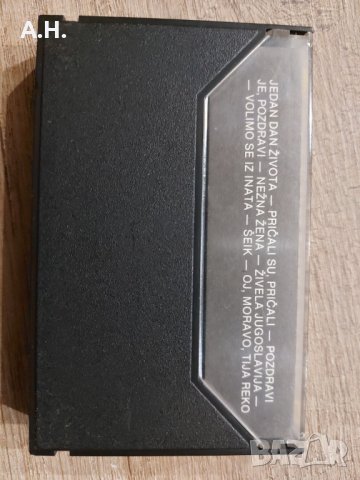 A.H.
JEDAN DAN ŽIVOTA — PRIČALI SU, PRIČALI — POZDRAVI
JE, POZDRAVI — NEŽNA ŽENA — ŽIVELA JUGOSLAVIJA —
— VOLIMO SE IZ INATA — ŠEIK — OJ, MORAVO, TIJA REKO
BAZAR